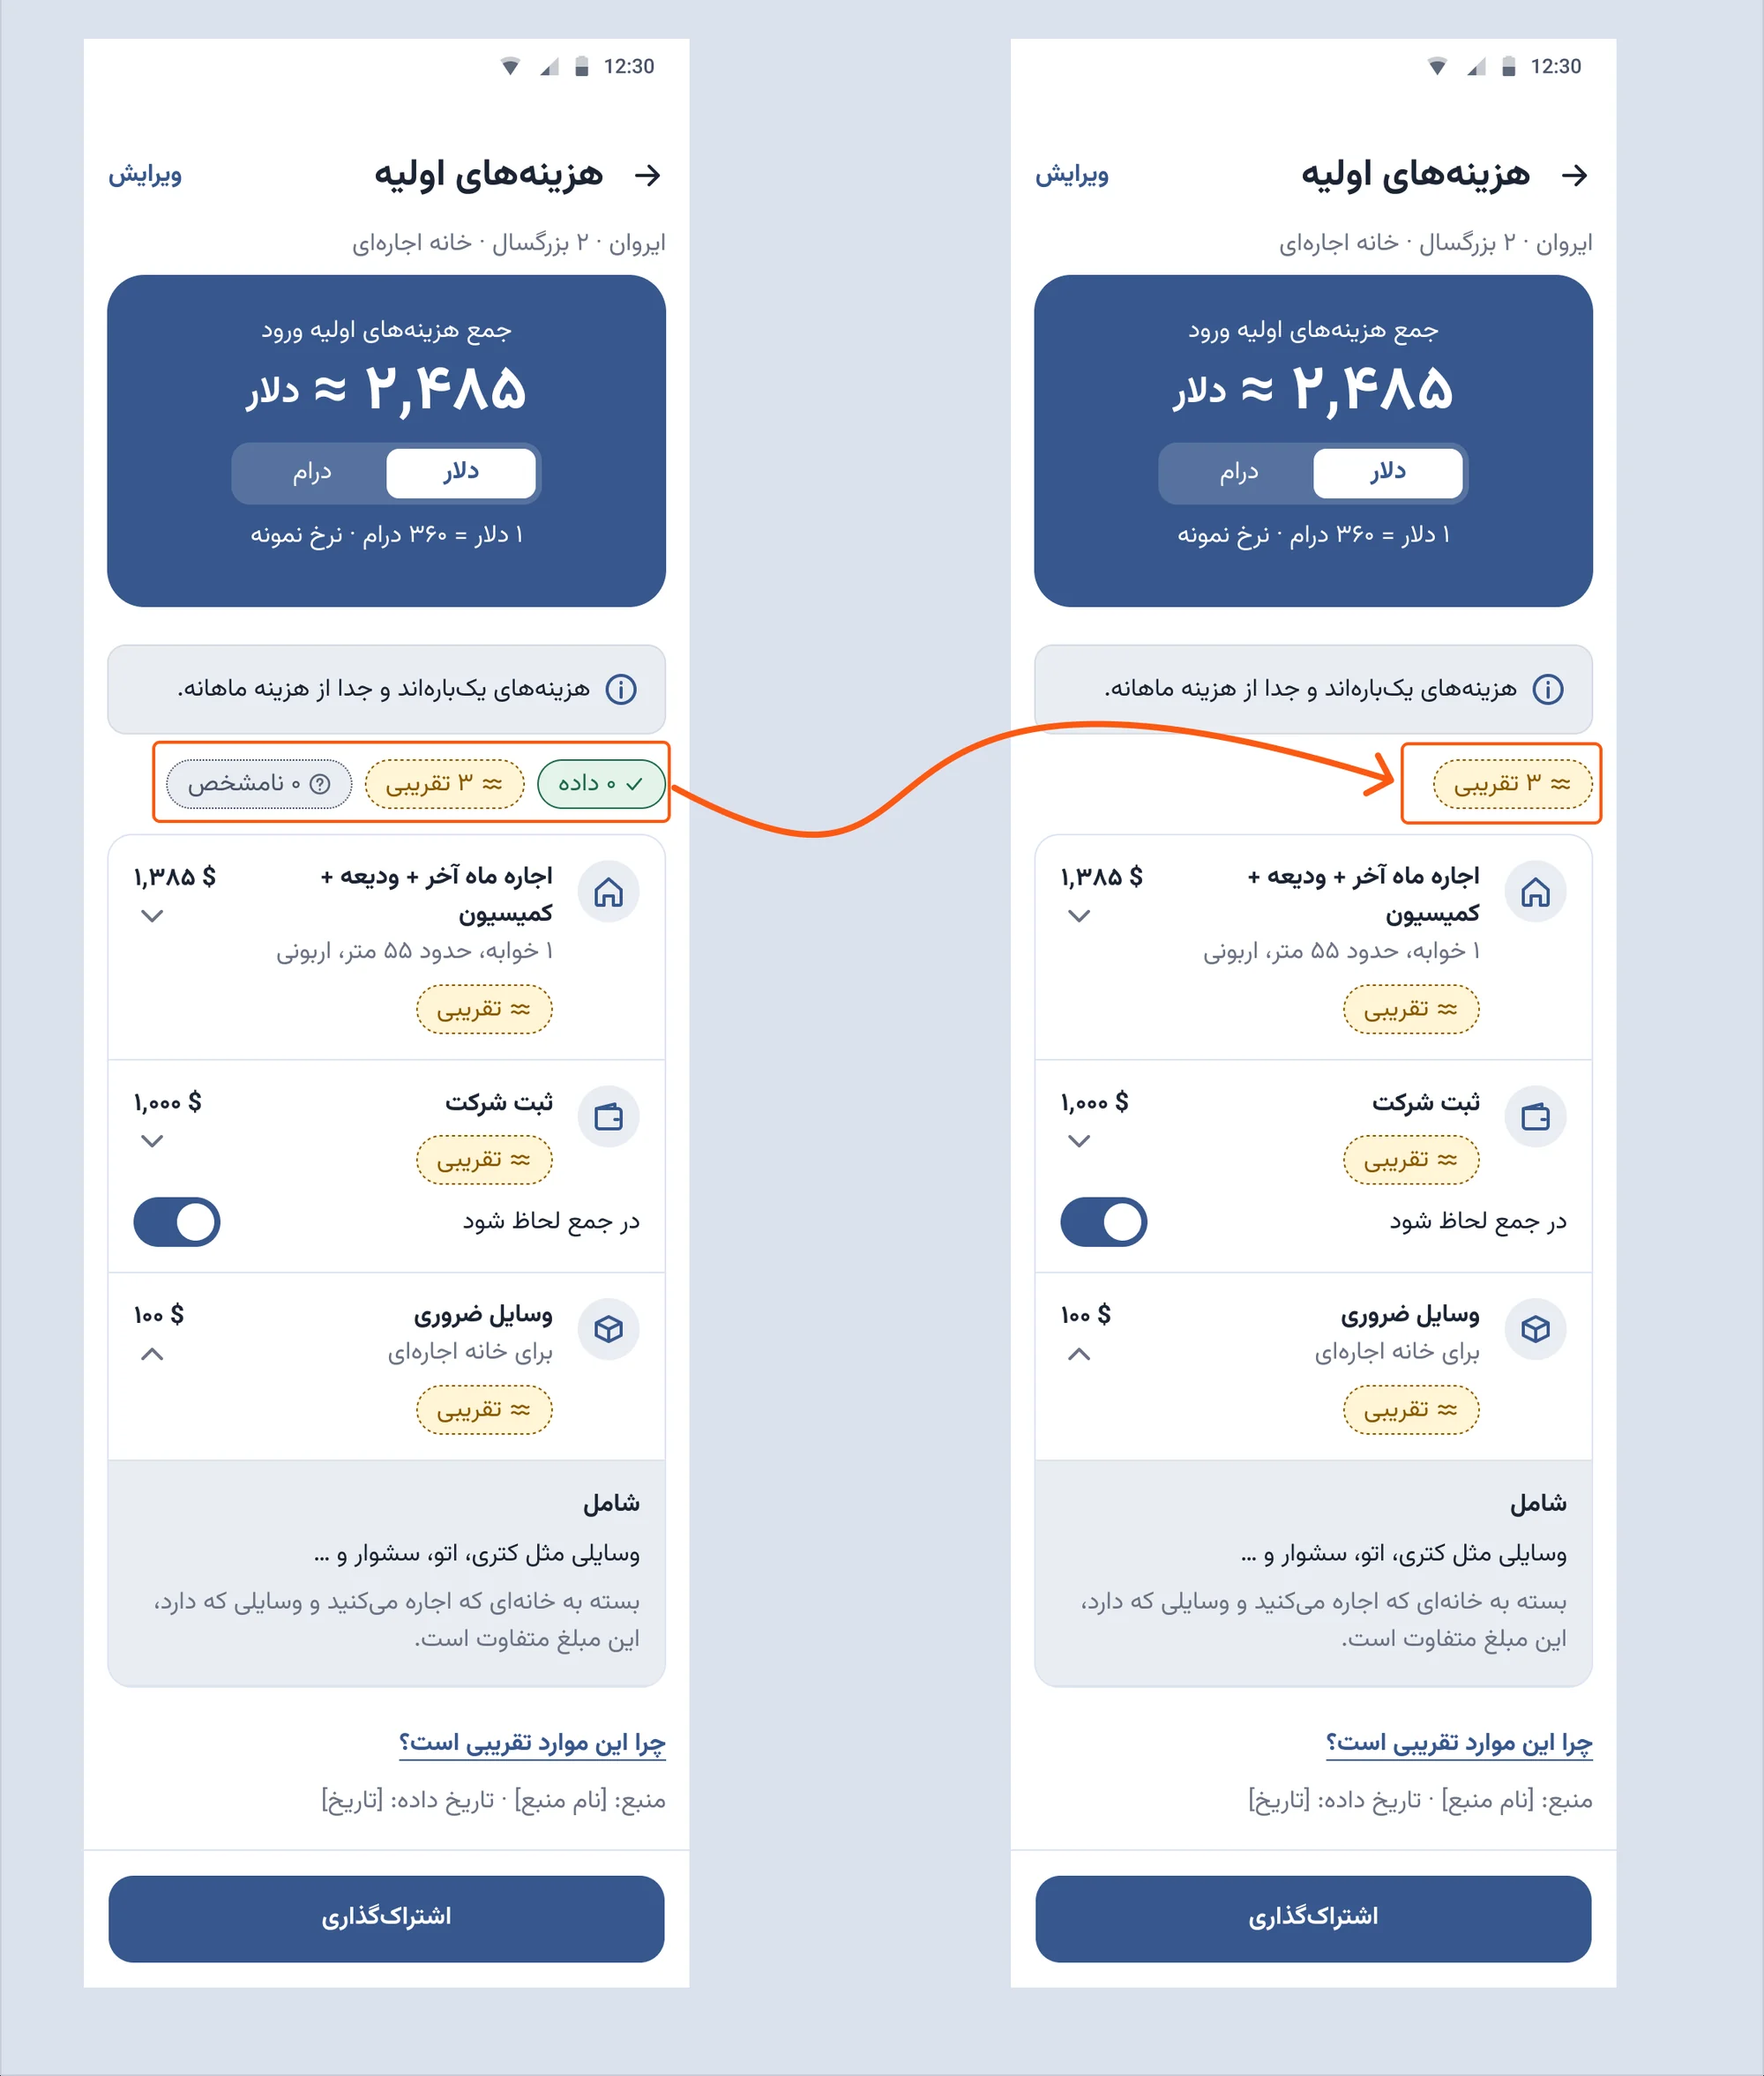 12:30
هزینه‌های اولیه
ویرایش
ایروان · ۲ بزرگسال · خانه اجاره‌ای
جمع هزینه‌های اولیه ورود
۲,۴۸۵ ≈ دلار
دلار
درام
۱ دلار = ۳۶۰ درام · نرخ نمونه
هزینه‌های یک‌باره‌اند و جدا از هزینه ماهانه.
۰ داده
۳ تقریبی
۰ نامشخص
اجاره ماه آخر + ودیعه +
کمیسیون
۱,۳۸۵ $
۱ خوابه، حدود ۵۵ متر، اربونی
تقریبی
ثبت شرکت
۱,۰۰۰ $
تقریبی
در جمع لحاظ شود
وسایل ضروری
۱۰۰ $
برای خانه اجاره‌ای
تقریبی
شامل
وسایلی مثل کتری، اتو، سشوار و ...
بسته به خانه‌ای که اجاره می‌کنید و وسایلی که دارد،
این مبلغ متفاوت است.
چرا این موارد تقریبی است؟
منبع: [نام منبع] · تاریخ داده: [تاریخ]
اشتراک‌گذاری
12:30
هزینه‌های اولیه
ویرایش
ایروان · ۲ بزرگسال · خانه اجاره‌ای
جمع هزینه‌های اولیه ورود
۲,۴۸۵ ≈ دلار
دلار
درام
۱ دلار = ۳۶۰ درام · نرخ نمونه
هزینه‌های یک‌باره‌اند و جدا از هزینه ماهانه.
۳ تقریبی
اجاره ماه آخر + ودیعه +
کمیسیون
۱,۳۸۵ $
۱ خوابه، حدود ۵۵ متر، اربونی
تقریبی
ثبت شرکت
۱,۰۰۰ $
تقریبی
در جمع لحاظ شود
وسایل ضروری
۱۰۰ $
برای خانه اجاره‌ای
تقریبی
شامل
وسایلی مثل کتری، اتو، سشوار و ...
بسته به خانه‌ای که اجاره می‌کنید و وسایلی که دارد،
این مبلغ متفاوت است.
چرا این موارد تقریبی است؟
منبع: [نام منبع] · تاریخ داده: [تاریخ]
اشتراک‌گذاری